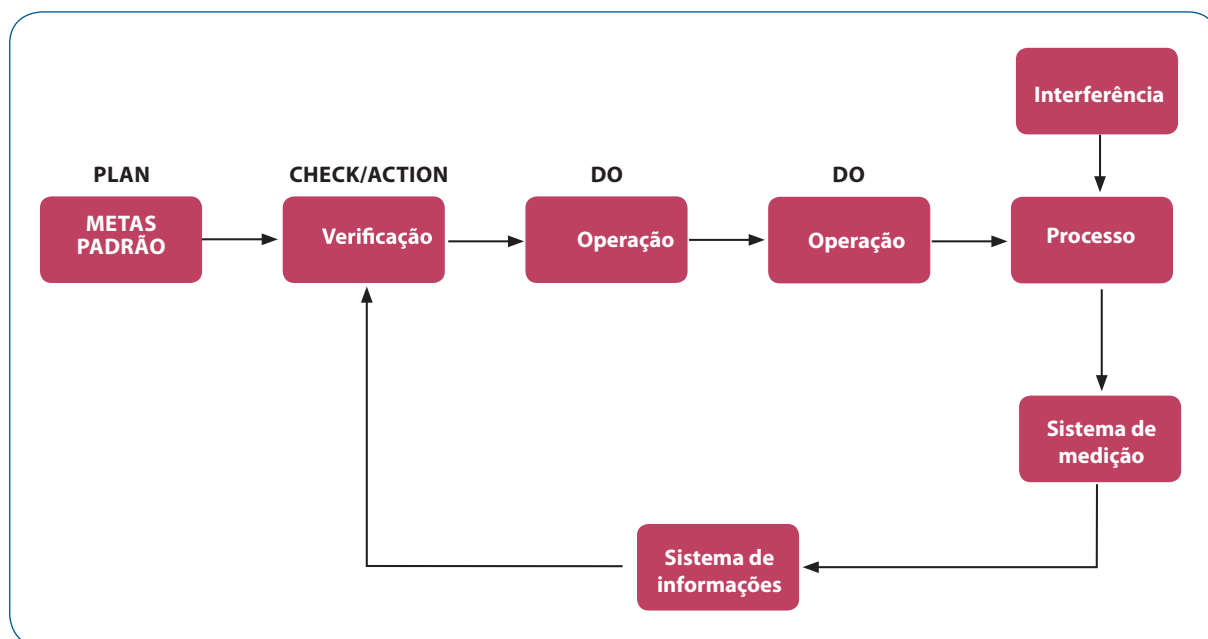 Interferência
PLAN
CHECK/ACTION
DO
DO
METAS
PADRÃO
Verificação
Operação
Operação
Processo
Sistema de
medição
Sistema de
informações